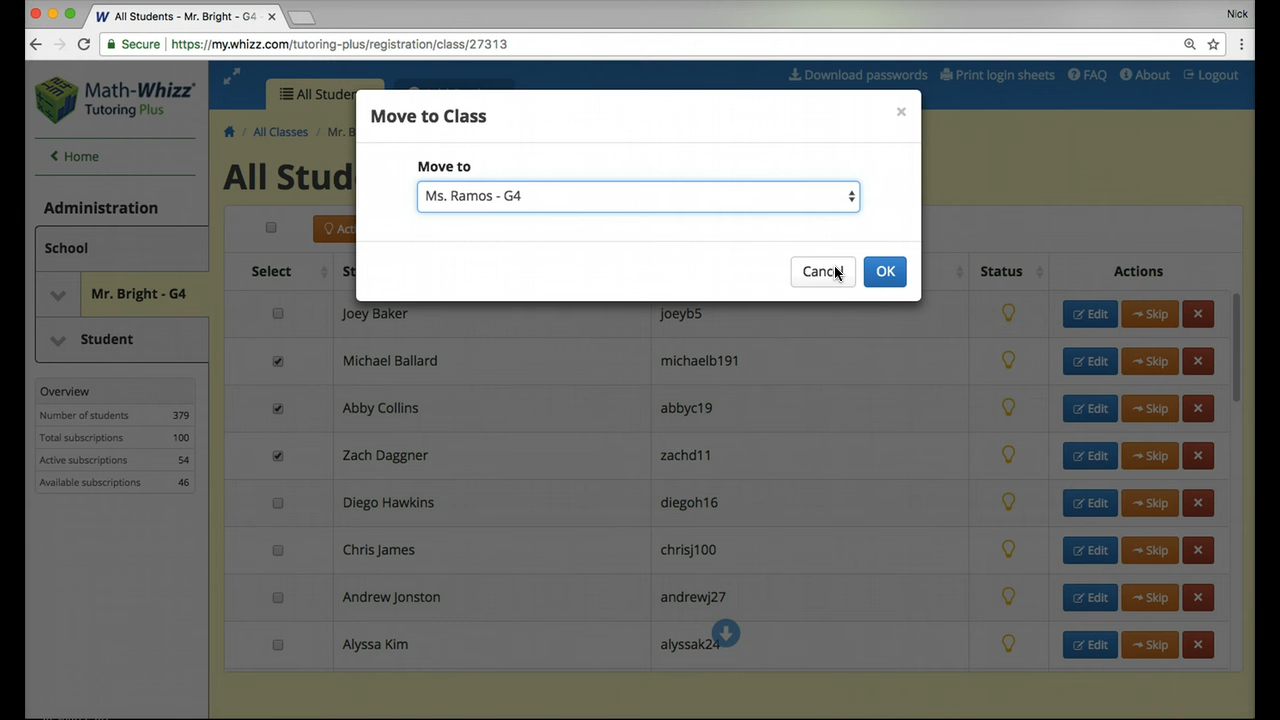 All Students - Mr. Bright - G4
Nick
Secure
https://my.whizz.com/tutoring-plus/registration/class/27313
Math-Whizz
Tutoring Plus
Home
Administration
School
Mr. Bright - G4
Student
Overview
Number of students 379
Total subscriptions 100
Active subscriptions 54
Available subscriptions 46
Download passwords Print login sheets FAQ About Logout
All Studen
/ All Classes / Mr. B
All Stud
Move to Class ×
Move to
Ms. Ramos - G4
Cancel OK
Act
Select St Status Actions
Joey Baker joeyb5 Edit Skip
Michael Ballard michaelb191 Edit Skip
Abby Collins abbyc19 Edit Skip
Zach Daggner zachd11 Edit Skip
Diego Hawkins diegoh16 Edit Skip
Chris James chrisj100 Edit Skip
Andrew Jonston andrewj27 Edit Skip
Alyssa Kim alyssak24 Edit Skip